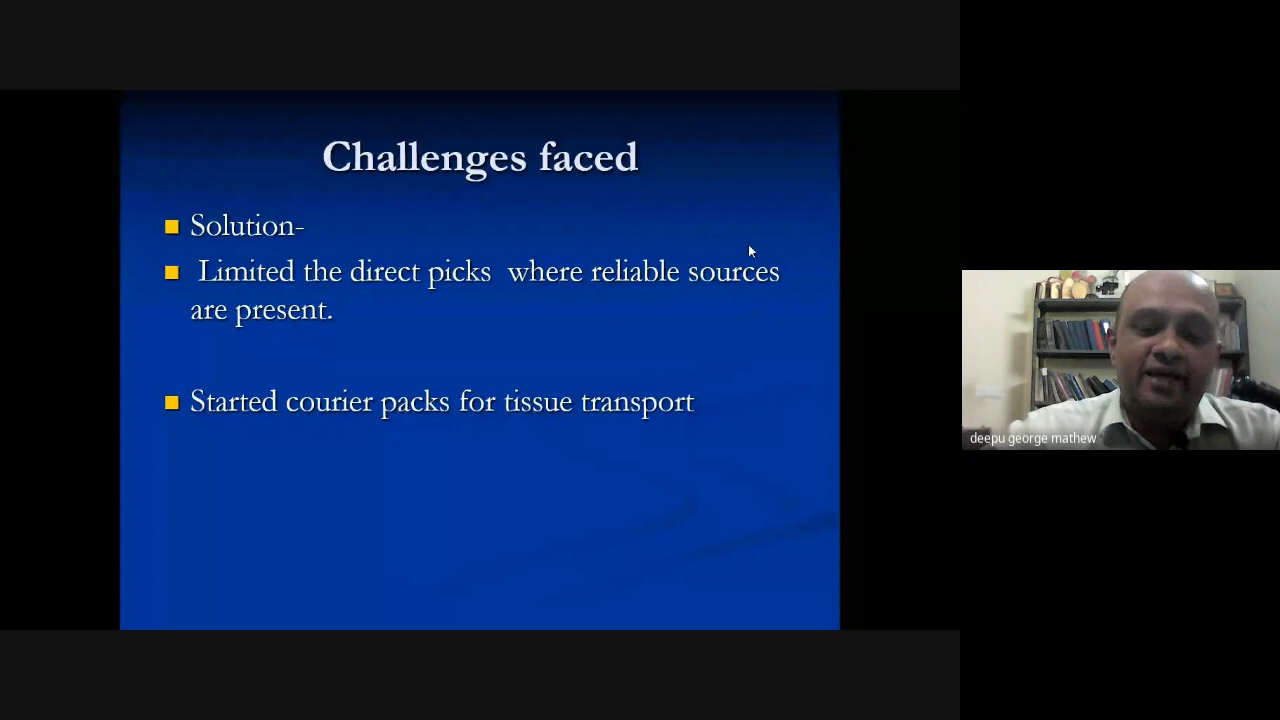 Challenges faced
Solution-
Limited the direct picks where reliable sources
are present.
Started courier packs for tissue transport
deepu george mathew